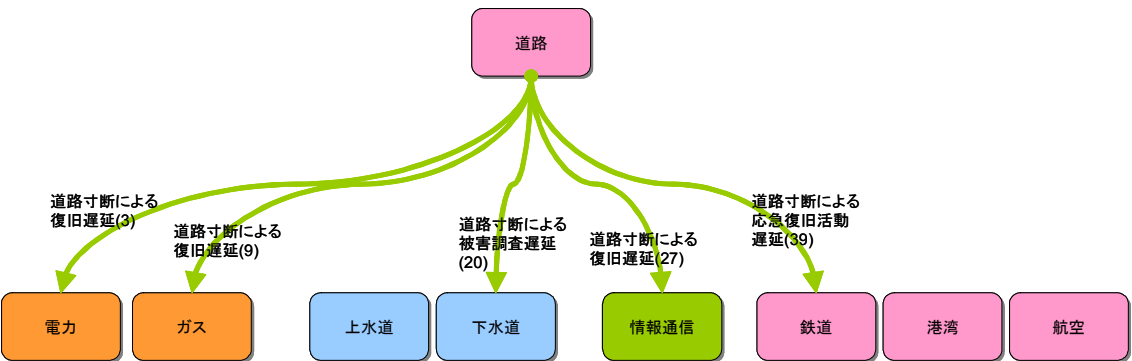 道路
道路寸断による
復旧遅延(3)
道路寸断による
復旧遅延(9)
道路寸断による
被害調査遅延
(20)
道路寸断による
復旧遅延(27)
道路寸断による
応急復旧活動
遅延(39)
電力
ガス
上水道
下水道
情報通信
鉄道
港湾
航空